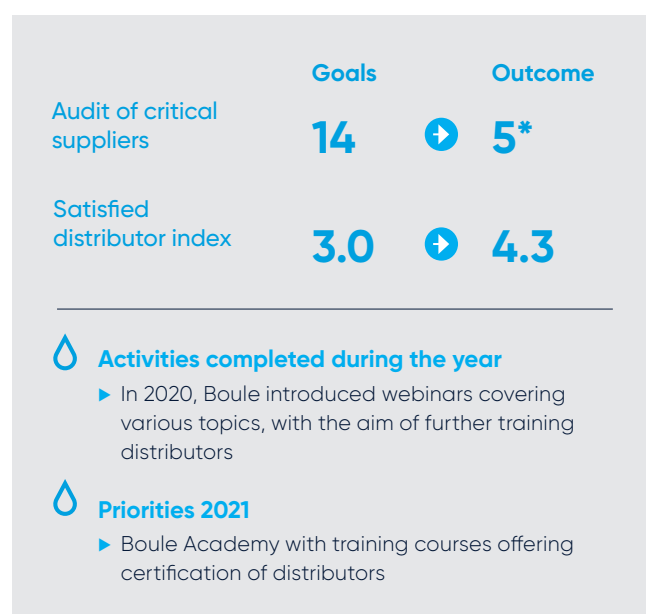 Goals Outcome
Audit of critical
suppliers
14 5*
Satisfied
distributor index
3.0 4.3
Activities completed during the year
In 2020, Boule introduced webinars covering
various topics, with the aim of further training
distributors
Priorities 2021
Boule Academy with training courses offering
certification of distributors